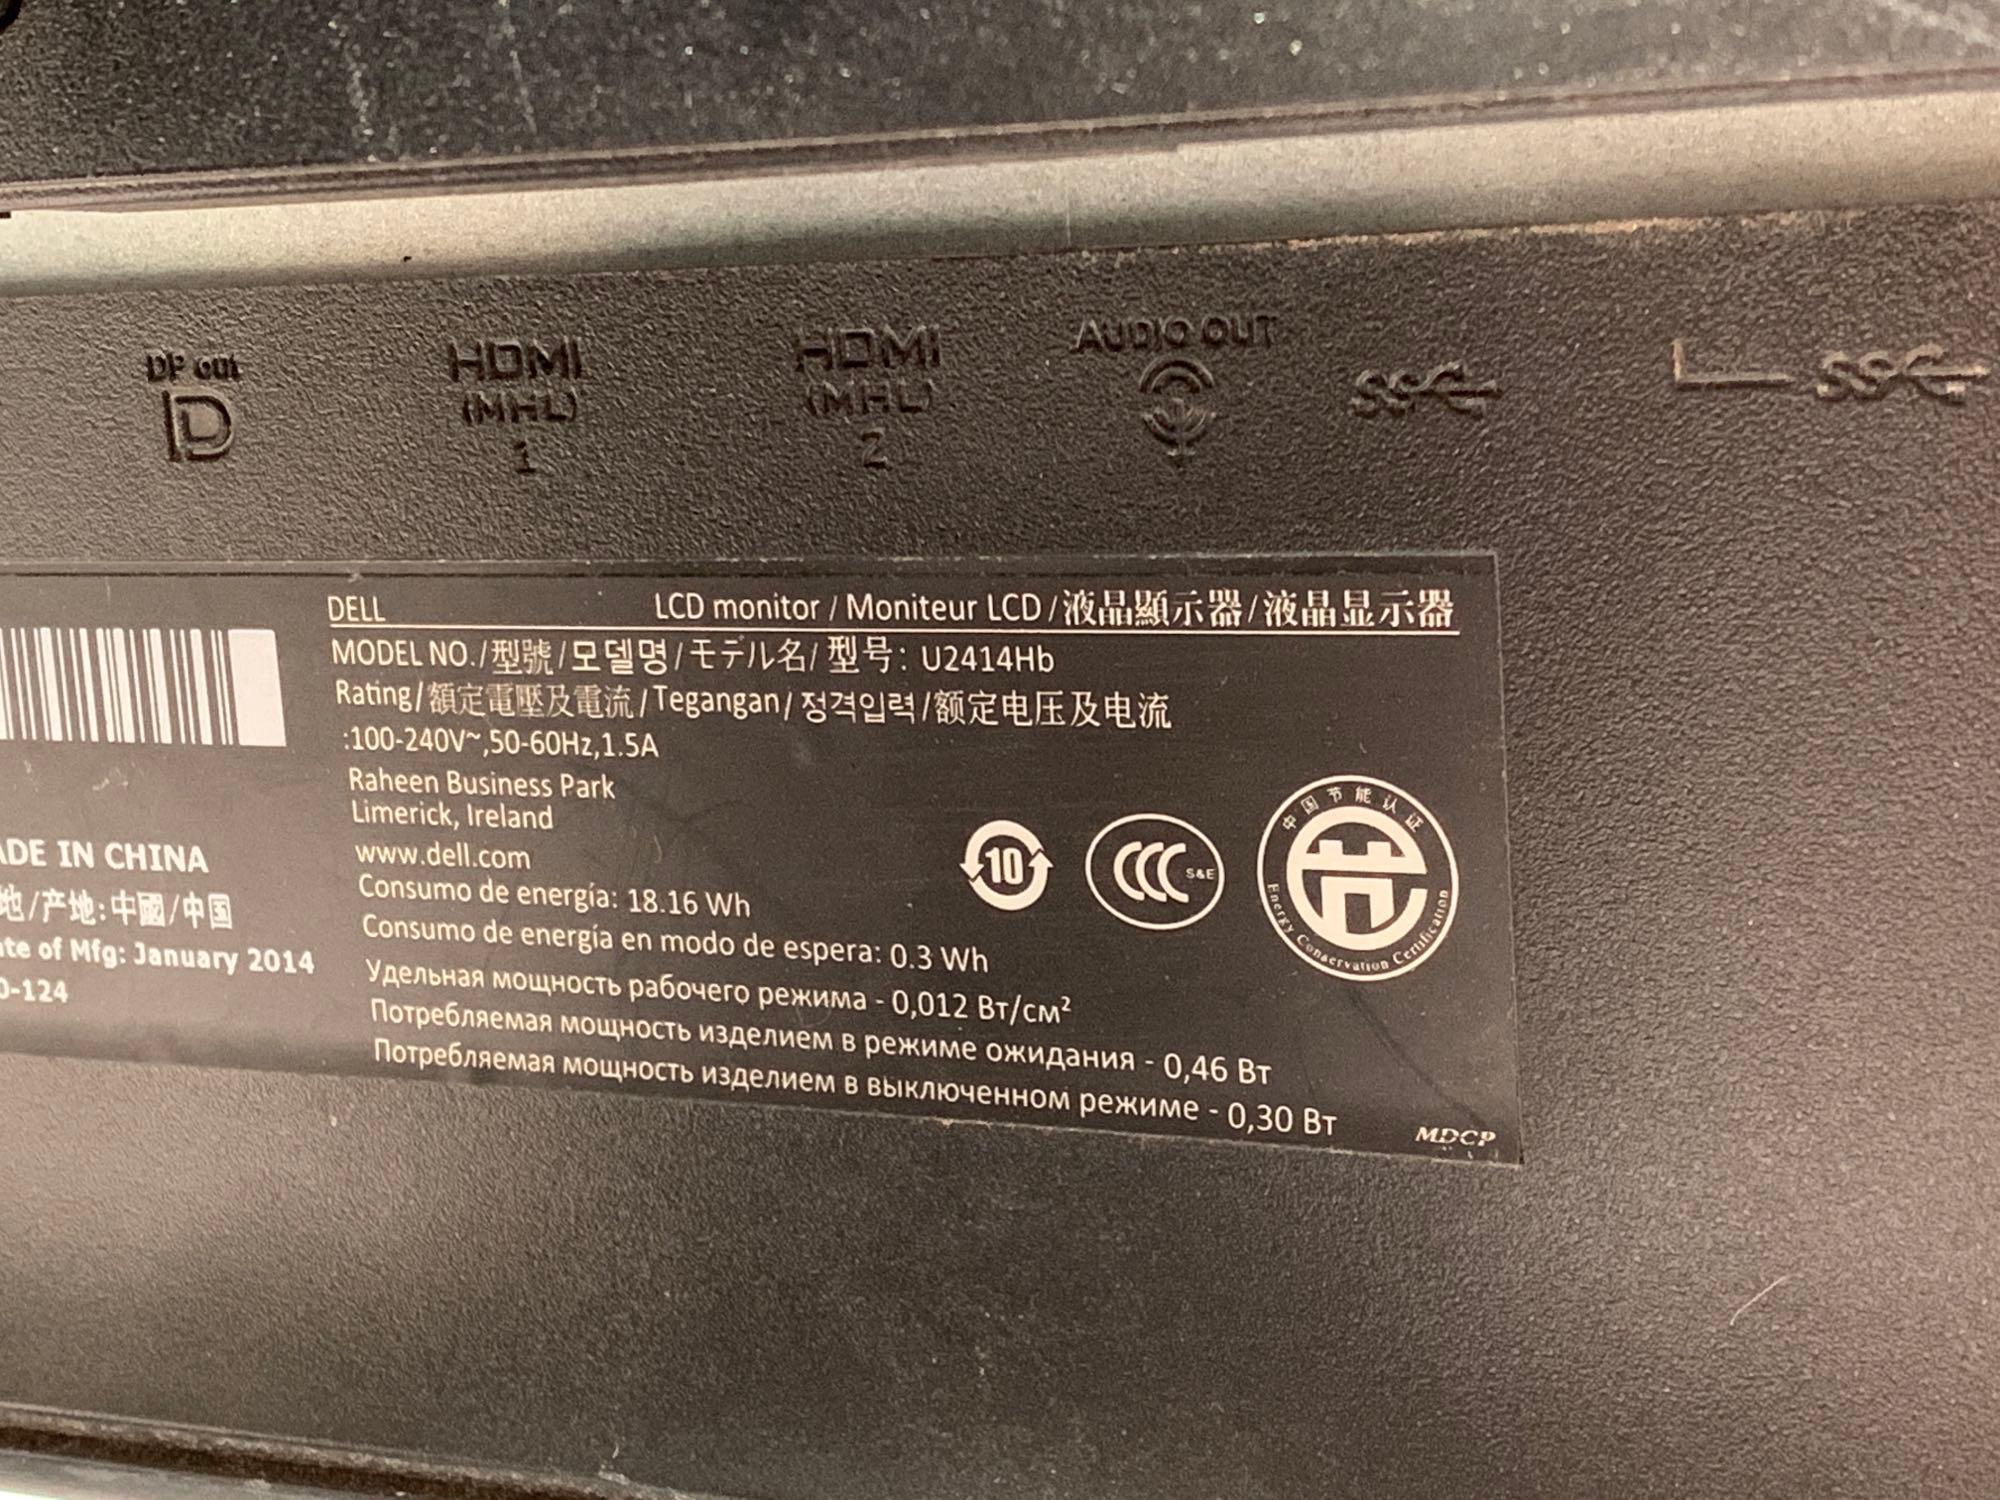 DP out
HDMI (MHL) 1
HDMI (MHL) 2
AUDIO OUT
SS
SS
DELL LCD monitor / Moniteur LCD/液晶顯示器/液晶显示器
MODEL NO./型號/모델명/モデル名/型号: U2414Hb
Rating/額定電壓及電流/Tegangan/정격입력/额定电压及电流
:100-240V~,50-60Hz,1.5A
Raheen Business Park
Limerick, Ireland
www.dell.com
Consumo de energía: 18.16 Wh
Consumo de energía en modo de espera: 0.3 Wh
Удельная мощность рабочего режима - 0,012 Вт/см²
Потребляемая мощность изделием в режиме ожидания - 0,46 Вт
Потребляемая мощность изделием в выключенном режиме - 0,30 Вт
ADE IN CHINA
地/产地:中國/中国
ate of Mfg: January 2014
0-124
10
CCC S&E
中国节能认证
Energy Conservation Certification
MDCP